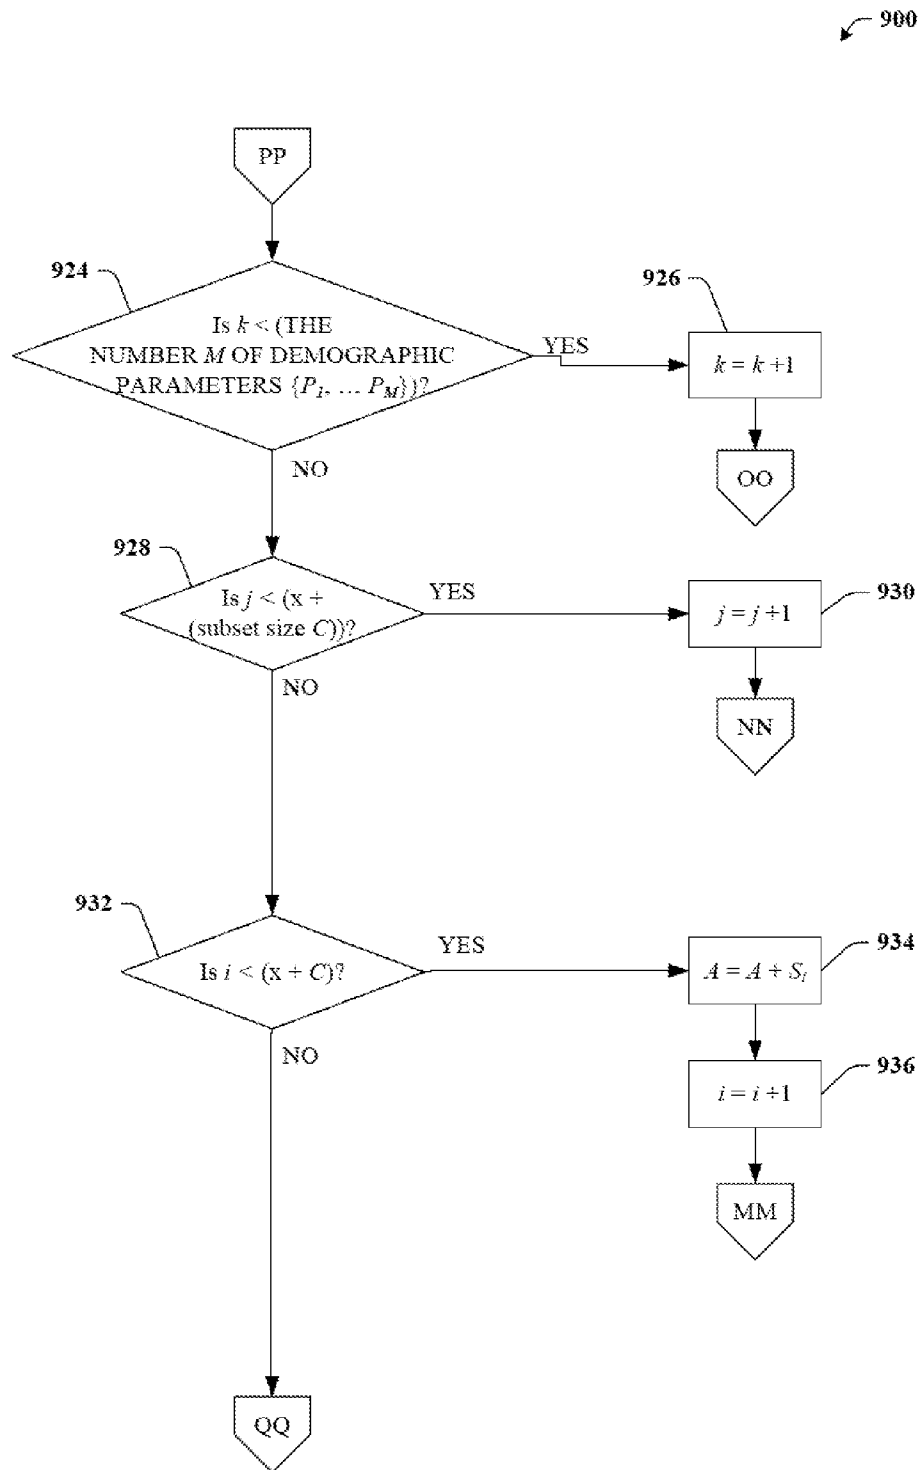 900
PP
924
Is k < (THE
NUMBER M OF DEMOGRAPHIC
PARAMETERS {P1, … PM})?
YES
926
k = k +1
NO
OO
928
Is j < (x +
(subset size C))?
YES
930
j = j +1
NO
NN
932
Is i < (x + C)?
YES
934
A = A + Si
NO
936
i = i +1
MM
QQ